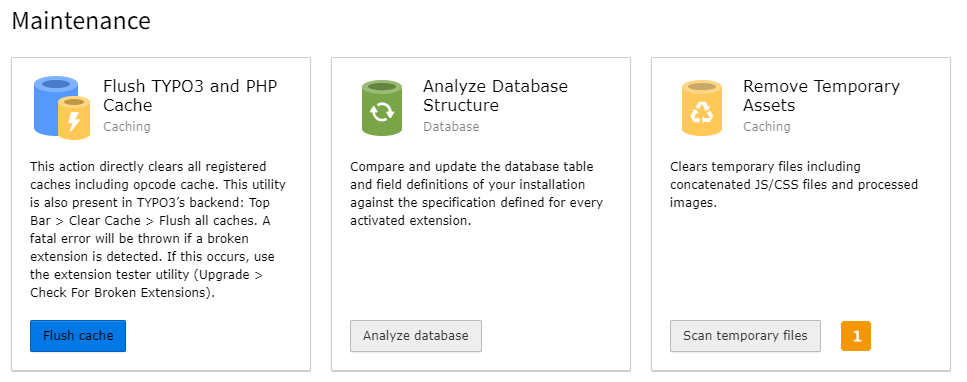 Maintenance
Flush TYPO3 and PHP
Cache
Caching
This action directly clears all registered
caches including opcode cache. This utility
is also present in TYPO3’s backend: Top
Bar > Clear Cache > Flush all caches. A
fatal error will be thrown if a broken
extension is detected. If this occurs, use
the extension tester utility (Upgrade >
Check For Broken Extensions).
Flush cache
Analyze Database
Structure
Database
Compare and update the database table
and field definitions of your installation
against the specification defined for every
activated extension.
Analyze database
Remove Temporary
Assets
Caching
Clears temporary files including
concatenated JS/CSS files and processed
images.
Scan temporary files
1